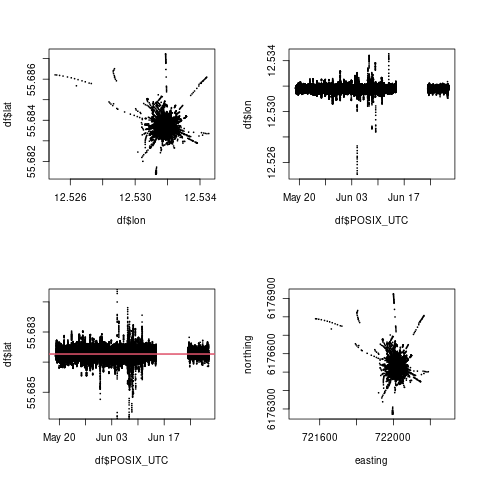 df$lat
55.682 55.684 55.686
12.526 12.530 12.534
df$lon
df$lon
12.526 12.530 12.534
May 20 Jun 03 Jun 17
df$POSIX_UTC
df$lat
55.685 55.683
May 20 Jun 03 Jun 17
df$POSIX_UTC
northing
6176300 6176600 6176900
721600 722000
easting